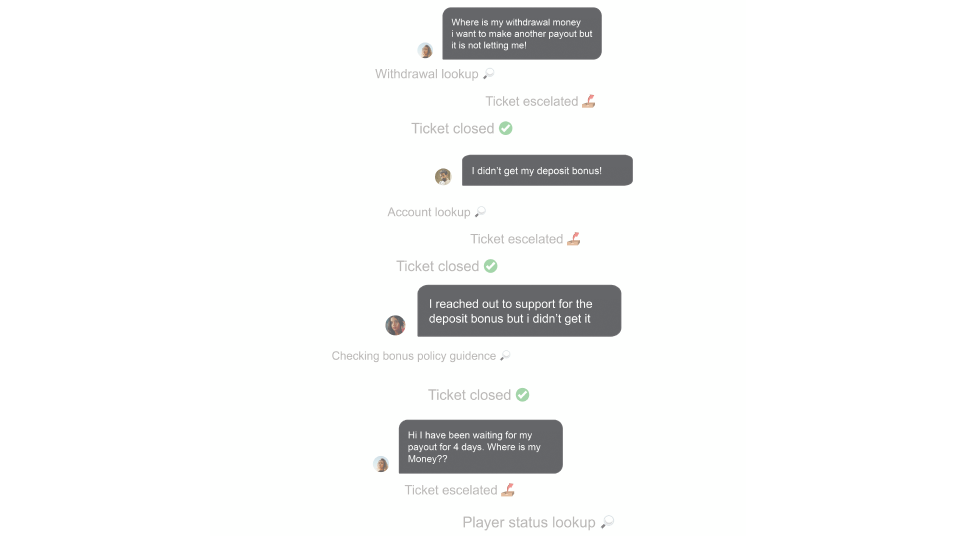 Where is my withdrawal money
i want to make another payout but
it is not letting me!
Withdrawal lookup
Ticket escelated
Ticket closed
I didn't get my deposit bonus!
Account lookup
Ticket escelated
Ticket closed
I reached out to support for the
deposit bonus but i didn't get it
Checking bonus policy guidence
Ticket closed
Hi I have been waiting for my
payout for 4 days. Where is my
Money??
Ticket escelated
Player status lookup